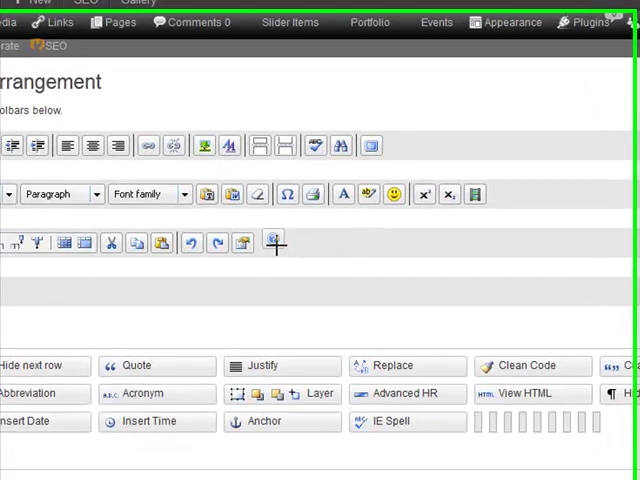 New SEO Gallery
Links Pages Comments 0 Slider Items Portfolio Events Appearance Plugins
SEO
rrangement
olbars below.
Paragraph Font family
Hide next row Quote Justify Replace Clean Code
Abbreviation Acronym Layer Advanced HR HTML View HTML
nsert Date Insert Time Anchor IE Spell